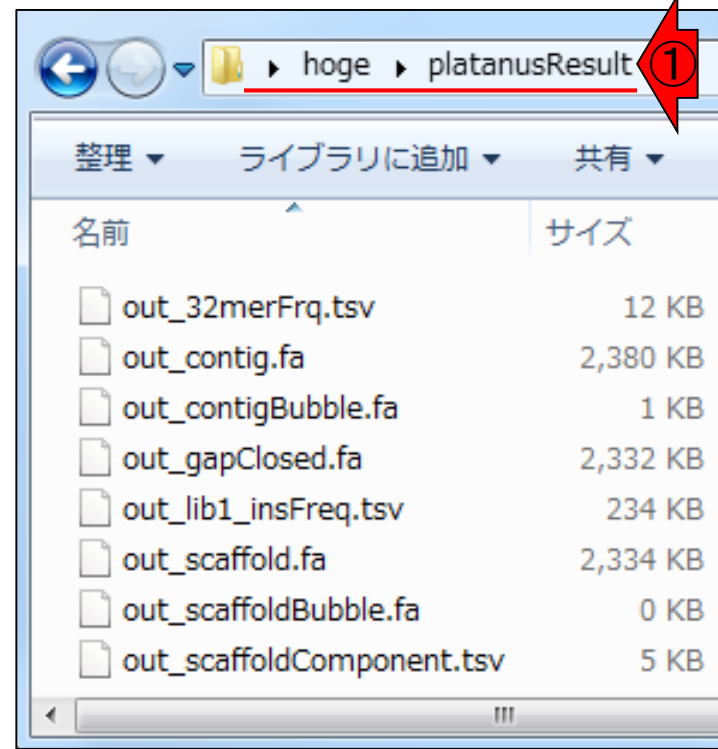 hoge ▸ platanusResult ①
整理 ▼ ライブラリに追加 ▼ 共有 ▼
名前 サイズ
out_32merFrq.tsv 12 KB
out_contig.fa 2,380 KB
out_contigBubble.fa 1 KB
out_gapClosed.fa 2,332 KB
out_lib1_insFreq.tsv 234 KB
out_scaffold.fa 2,334 KB
out_scaffoldBubble.fa 0 KB
out_scaffoldComponent.tsv 5 KB